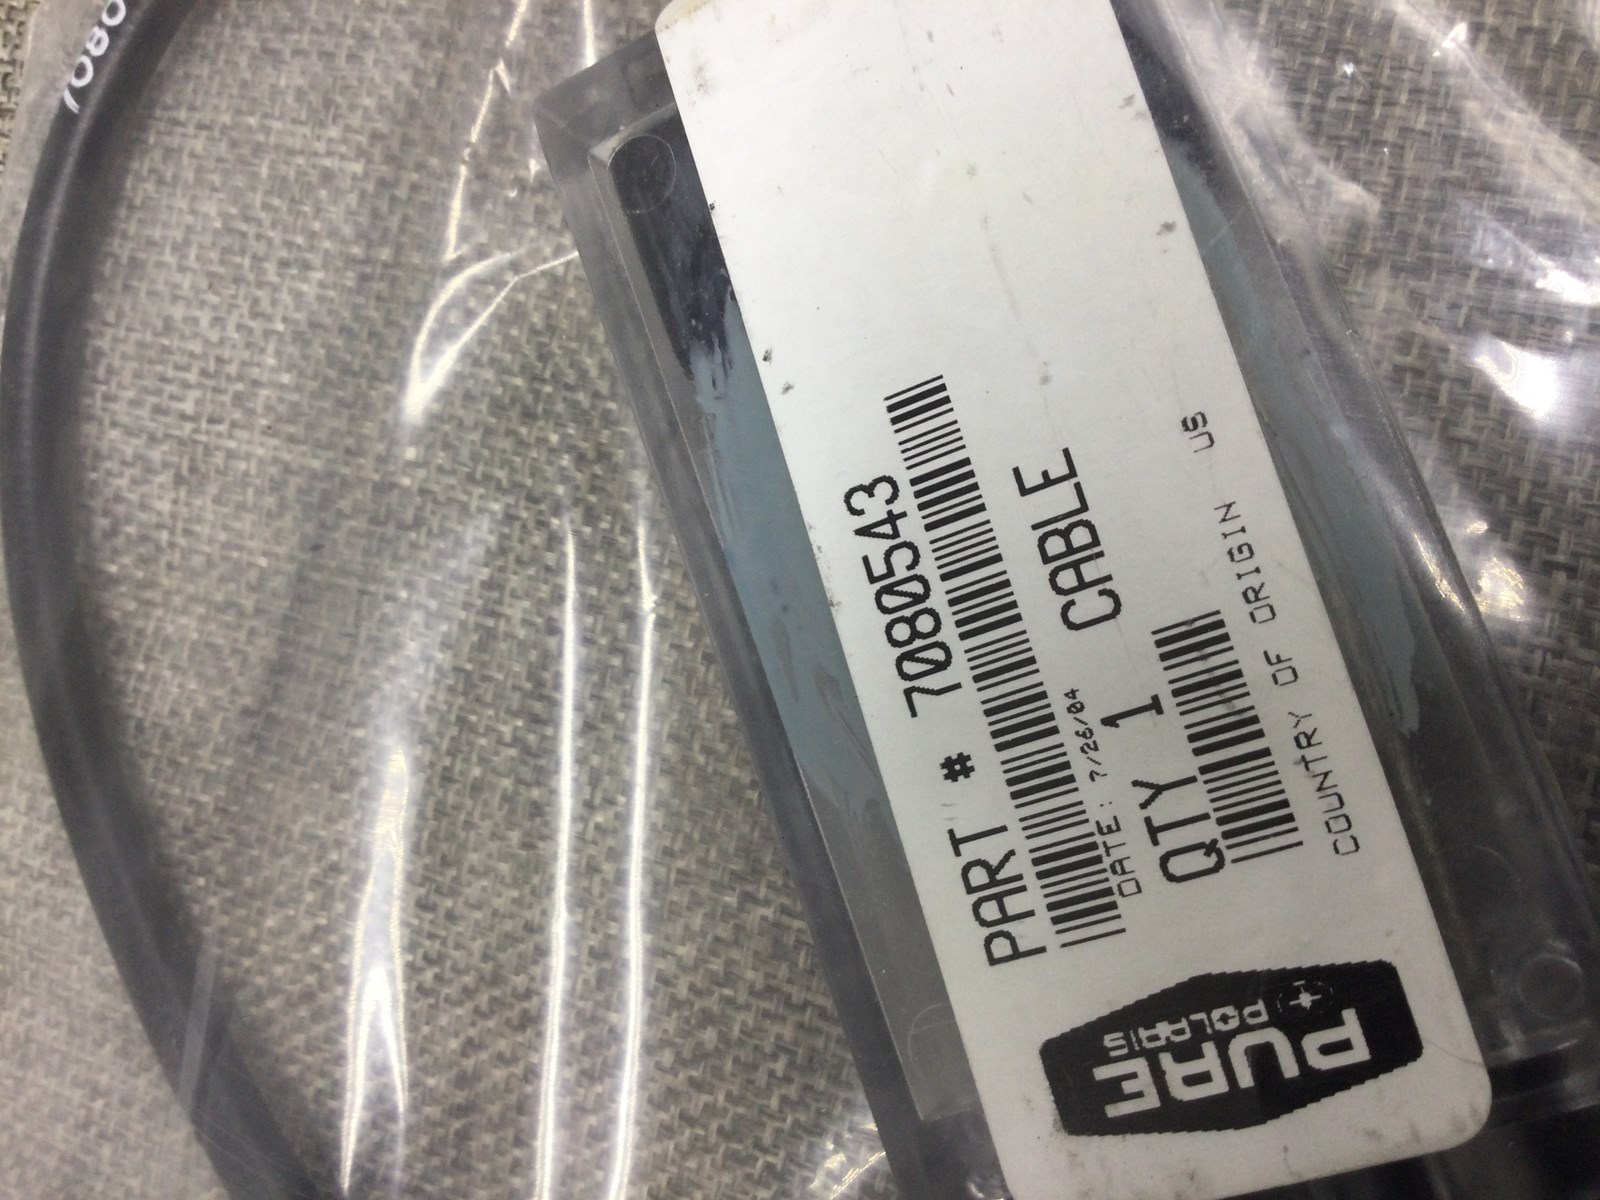 7080
PART # 7080543
DATE: 7/26/04
CABLE
QTY 1
COUNTRY OF ORIGIN US
PURE
POLARIS